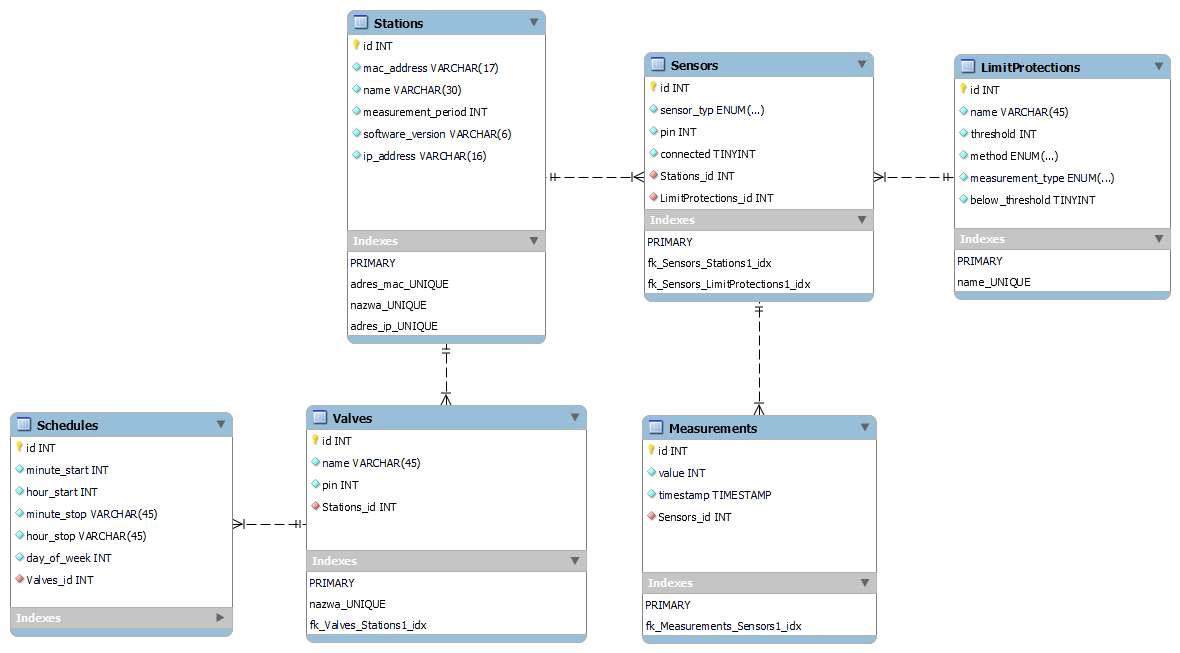 Stations
id INT
mac_address VARCHAR(17)
name VARCHAR(30)
measurement_period INT
software_version VARCHAR(6)
ip_address VARCHAR(16)
Indexes
PRIMARY
adres_mac_UNIQUE
nazwa_UNIQUE
adres_ip_UNIQUE
Sensors
id INT
sensor_typ ENUM(...)
pin INT
connected TINYINT
Stations_id INT
LimitProtections_id INT
Indexes
PRIMARY
fk_Sensors_Stations1_idx
fk_Sensors_LimitProtections1_idx
LimitProtections
id INT
name VARCHAR(45)
threshold INT
method ENUM(...)
measurement_type ENUM(...)
below_threshold TINYINT
Indexes
PRIMARY
name_UNIQUE
Schedules
id INT
minute_start INT
hour_start INT
minute_stop VARCHAR(45)
hour_stop VARCHAR(45)
day_of_week INT
Valves_id INT
Indexes
Valves
id INT
name VARCHAR(45)
pin INT
Stations_id INT
Indexes
PRIMARY
nazwa_UNIQUE
fk_Valves_Stations1_idx
Measurements
id INT
value INT
timestamp TIMESTAMP
Sensors_id INT
Indexes
PRIMARY
fk_Measurements_Sensors1_idx